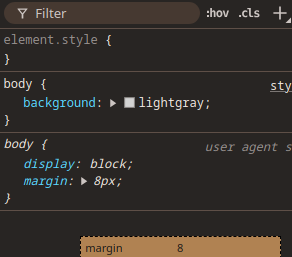 Filter :hov .cls
element.style {
}
body { sty
background: lightgray;
}
body { user agent s
display: block;
margin: 8px;
}
margin 8